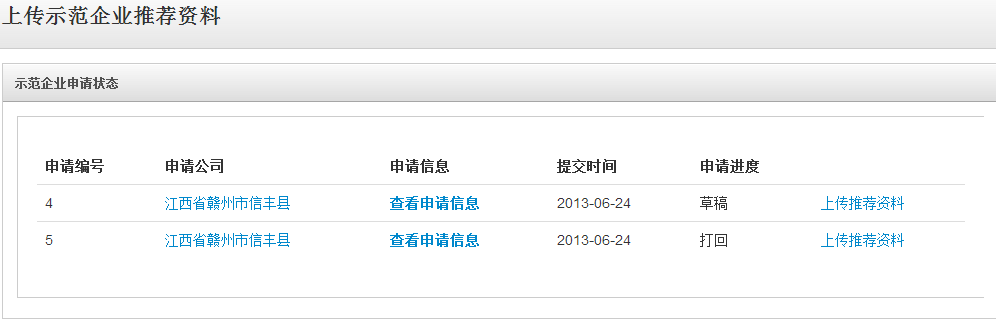 上传示范企业推荐资料
示范企业申请状态
申请编号 申请公司 申请信息 提交时间 申请进度
4 江西省赣州市信丰县 查看申请信息 2013-06-24 草稿 上传推荐资料
5 江西省赣州市信丰县 查看申请信息 2013-06-24 打回 上传推荐资料